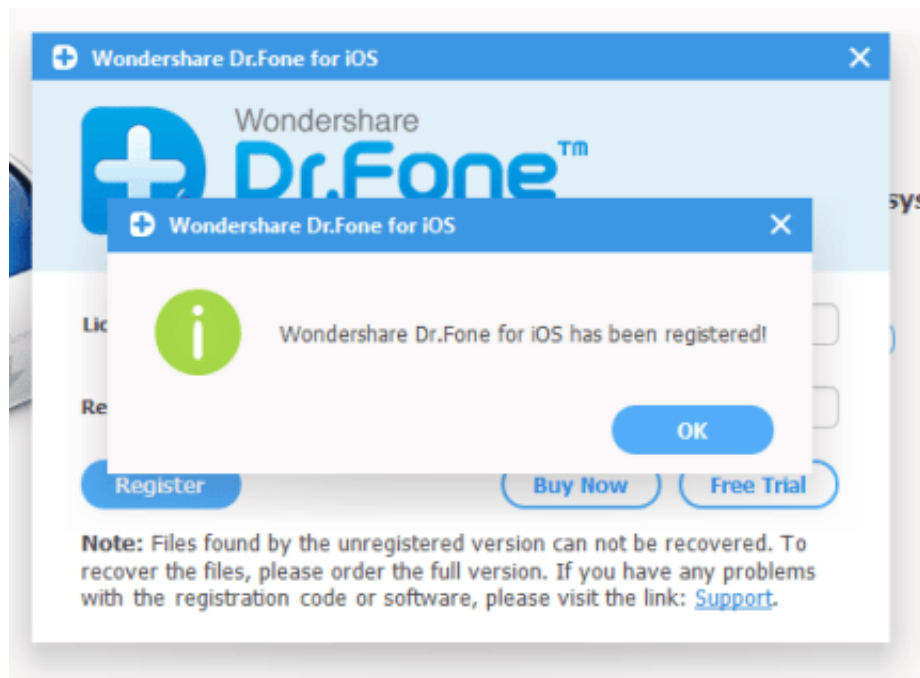 Wondershare Dr.Fone for iOS
Wondershare
Dr.Fone™
sys
Wondershare Dr.Fone for iOS
Lic
Wondershare Dr.Fone for iOS has been registered!
Re
OK
Register
Buy Now
Free Trial
Note: Files found by the unregistered version can not be recovered. To
recover the files, please order the full version. If you have any problems
with the registration code or software, please visit the link: Support.